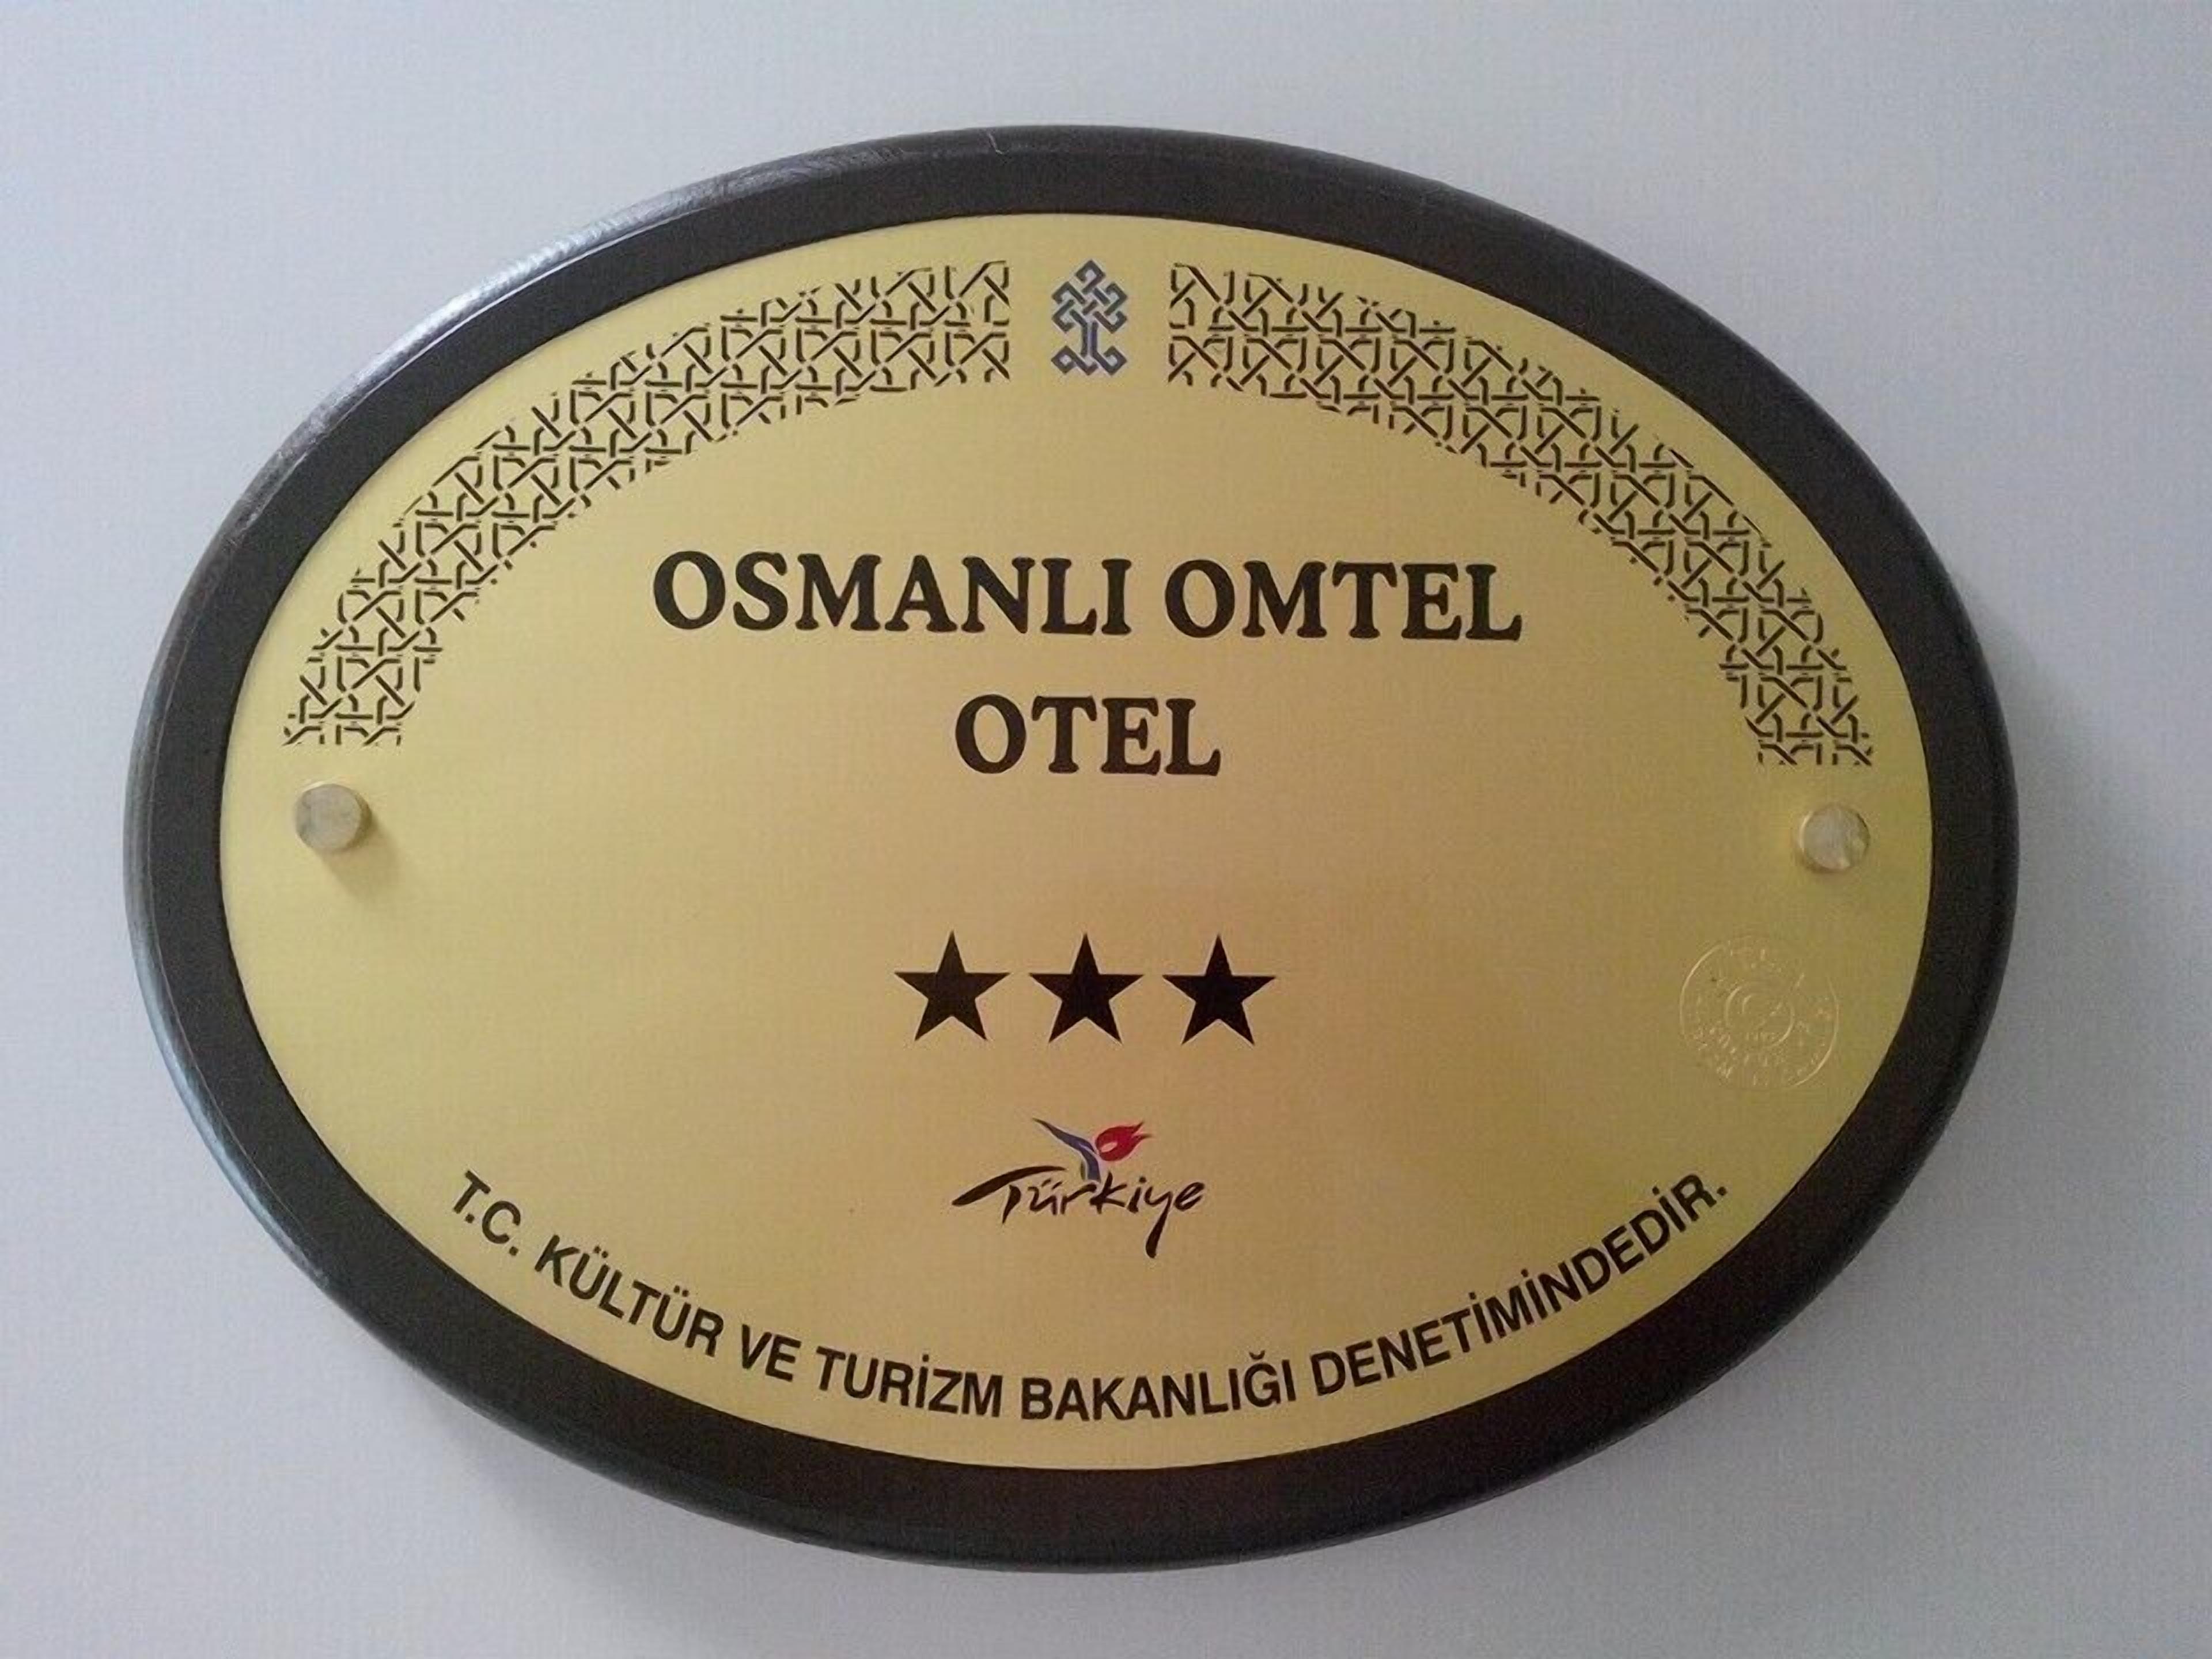 OSMANLI OMTEL
OTEL
Türkiye
T.C. KÜLTÜR VE TURİZM BAKANLIĞI DENETİMİNDEDİR.